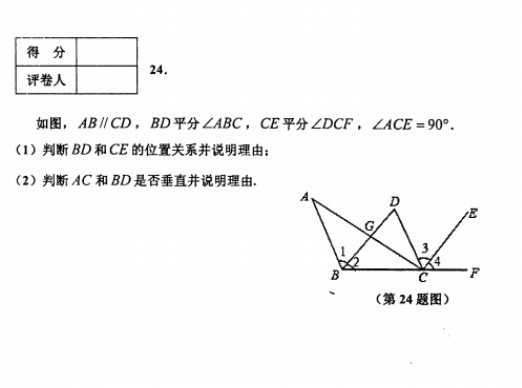 得 分
评卷人
24.
如图，AB // CD，BD平分∠ABC，CE平分∠DCF，∠ACE = 90°．
（1）判断BD和CE的位置关系并说明理由；
（2）判断AC和BD是否垂直并说明理由.
A
D
E
G
1
2
3
4
B
C
F
（第24题图）